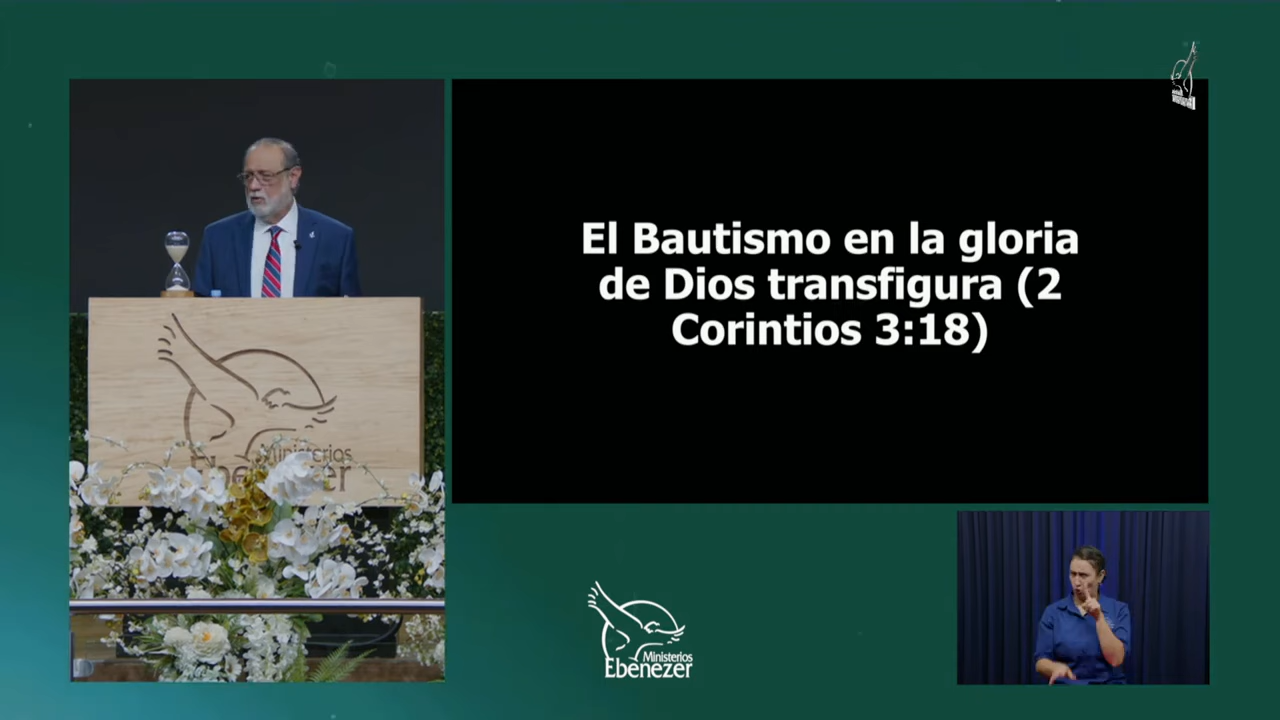 El Bautismo en la gloria
de Dios transfigura (2
Corintios 3:18)
Ministerios
Ebenezer
Ministerios
Ebenezer